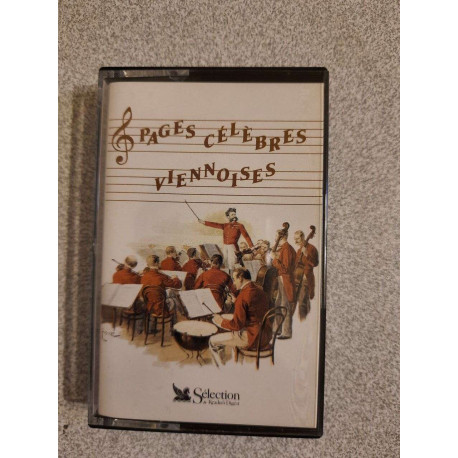 PAGES CÉLÈBRES
VIENNOISES
Sélection
du Reader's Digest